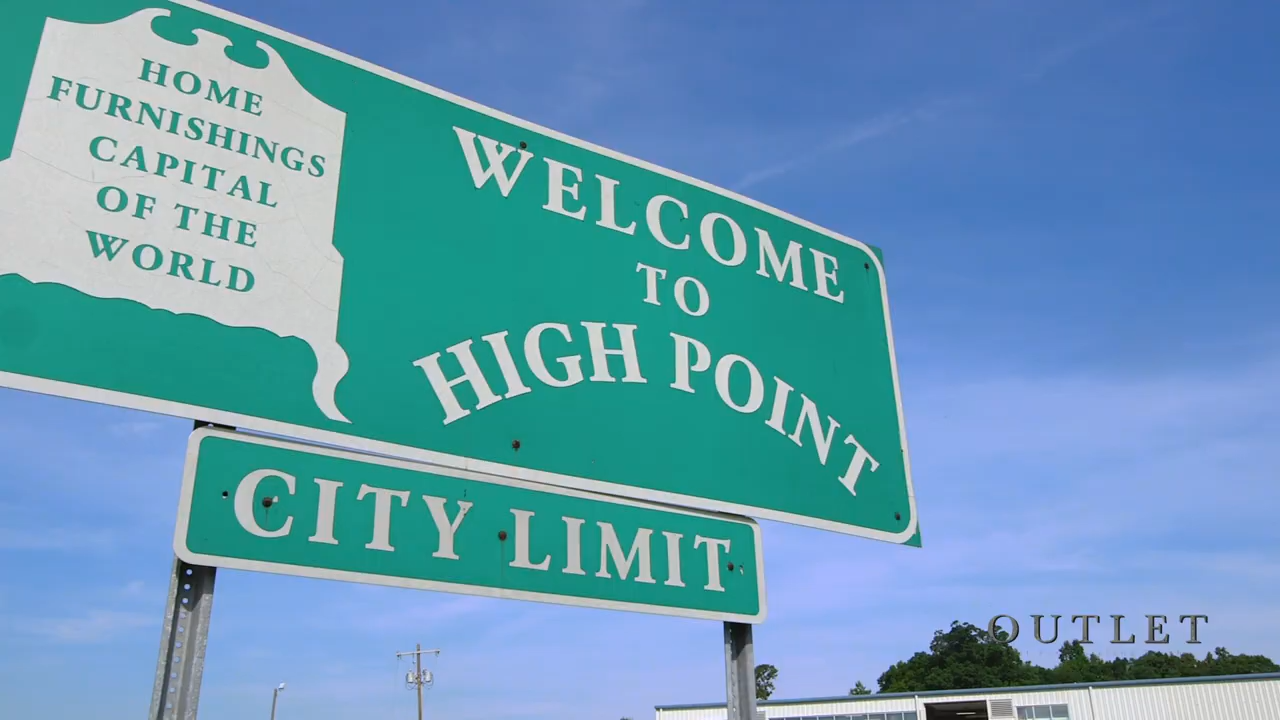 HOME
FURNISHINGS
CAPITAL
OF THE
WORLD
WELCOME
TO
HIGH POINT
CITY LIMIT
OUTLET